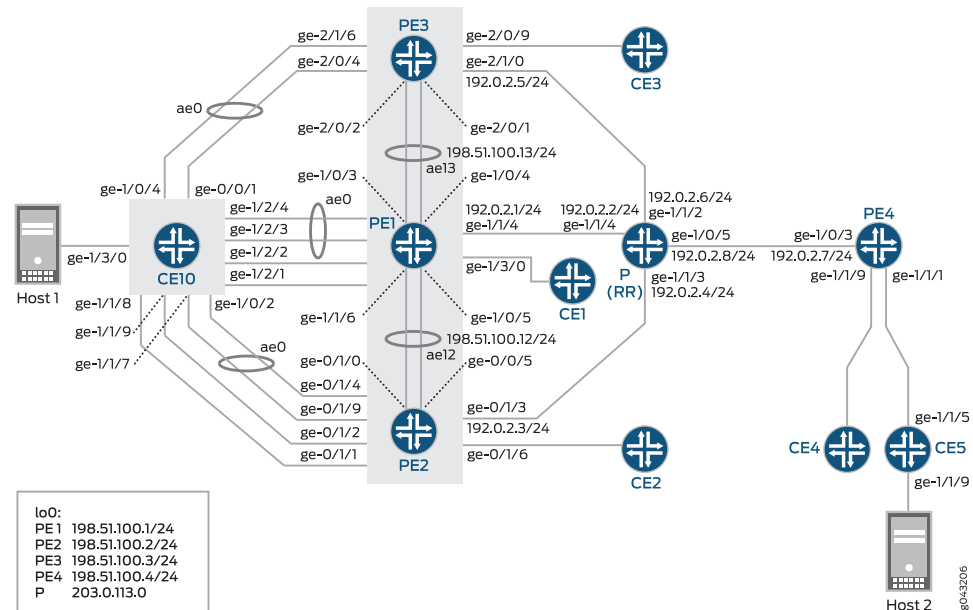 PE3
ge-2/1/6
ge-2/0/9
ge-2/0/4
ge-2/1/0
192.0.2.5/24
CE3
ae0
ge-2/0/2
ge-2/0/1
198.51.100.13/24
ae13
ge-1/0/3
ge-1/0/4
ge-1/0/4
ge-0/0/1
ae0
ge-1/2/4
ge-1/2/3
ge-1/2/2
ge-1/2/1
PE1
192.0.2.1/24
ge-1/1/4
192.0.2.2/24
ge-1/1/4
192.0.2.6/24
ge-1/1/2
ge-1/0/5
192.0.2.8/24
PE4
ge-1/0/3
192.0.2.7/24
ge-1/3/0
CE10
Host 1
ge-1/3/0
CE1
P
(RR)
ge-1/1/3
192.0.2.4/24
ge-1/1/9
ge-1/1/1
ge-1/1/8
ge-1/0/2
ge-1/1/9
ge-1/1/7
ae0
ge-1/1/6
ge-1/0/5
198.51.100.12/24
ae12
ge-0/1/0
ge-0/0/5
ge-0/1/4
ge-0/1/9
ge-0/1/2
ge-0/1/1
ge-0/1/3
192.0.2.3/24
ge-0/1/6
PE2
CE2
CE4
CE5
ge-1/1/5
ge-1/1/9
Host 2
lo0:
PE1 198.51.100.1/24
PE2 198.51.100.2/24
PE3 198.51.100.3/24
PE4 198.51.100.4/24
P 203.0.113.0
g043206